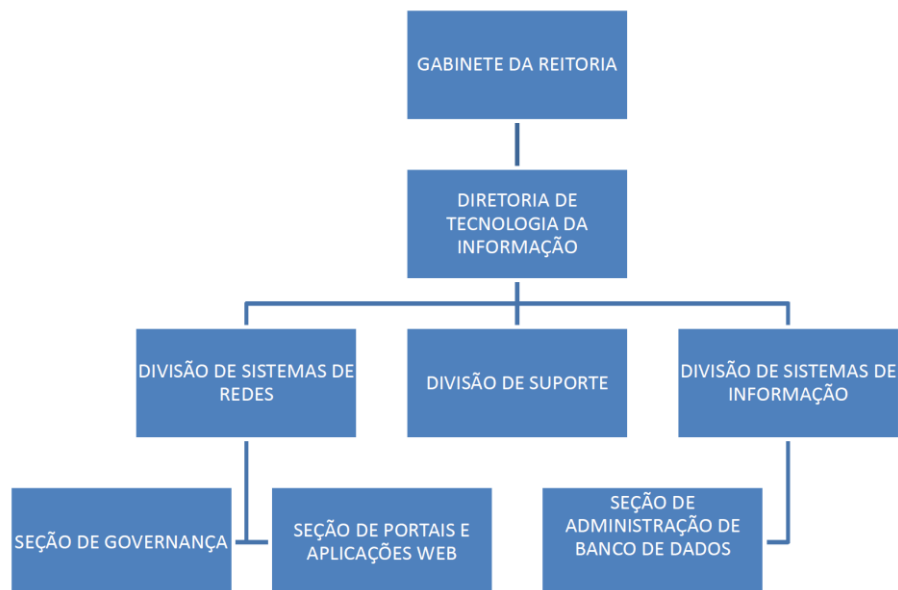 GABINETE DA REITORIA
DIRETORIA DE
TECNOLOGIA DA
INFORMAÇÃO
DIVISÃO DE SISTEMAS DE
REDES
DIVISÃO DE SUPORTE
DIVISÃO DE SISTEMAS DE
INFORMAÇÃO
SEÇÃO DE GOVERNANÇA
SEÇÃO DE PORTAIS E
APLICAÇÕES WEB
SEÇÃO DE
ADMINISTRAÇÃO DE
BANCO DE DADOS